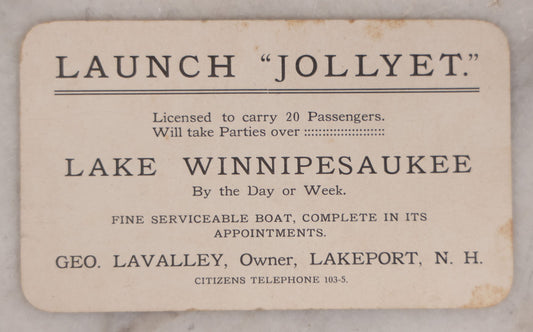 LAUNCH “JOLLYET.”
Licensed to carry 20 Passengers.
Will take Parties over ::::::::::::::::::::::
LAKE WINNIPESAUKEE
By the Day or Week.
FINE SERVICEABLE BOAT, COMPLETE IN ITS
APPOINTMENTS.
GEO. LAVALLEY, Owner, LAKEPORT, N. H.
CITIZENS TELEPHONE 103-5.